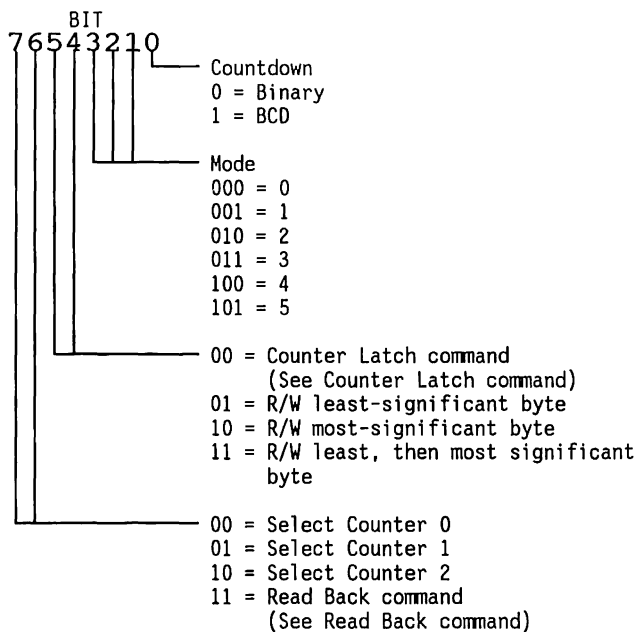 BIT
76543210
Countdown
0 = Binary
1 = BCD
Mode
000 = 0
001 = 1
010 = 2
011 = 3
100 = 4
101 = 5
00 = Counter Latch command
(See Counter Latch command)
01 = R/W least-significant byte
10 = R/W most-significant byte
11 = R/W least, then most significant
byte
00 = Select Counter 0
01 = Select Counter 1
10 = Select Counter 2
11 = Read Back command
(See Read Back command)